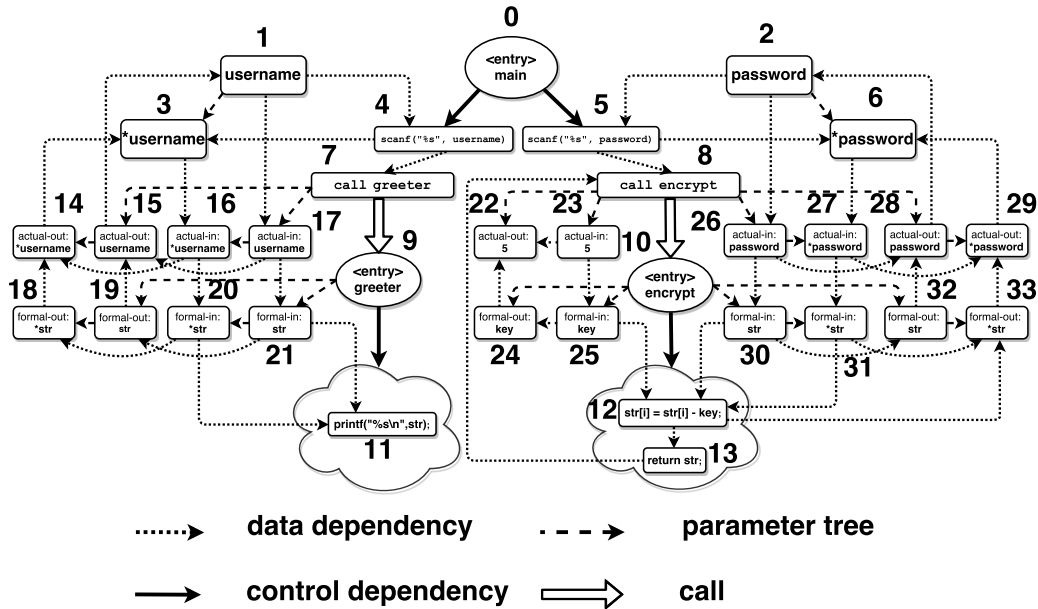 0
1
2
<entry>
main
username
password
3
4
5
6
*username
scanf("%s", username)
scanf("%s", password)
*password
7
8
call greeter
call encrypt
14
15
16
17
22
23
26
27
28
29
actual-out:
*username
actual-out:
username
actual-in:
*username
actual-in:
username
9
actual-out:
5
actual-in:
5
10
actual-in:
password
actual-in:
*password
actual-out:
password
actual-out:
*password
<entry>
greeter
<entry>
encrypt
18
19
20
32
33
formal-out:
*str
formal-out:
str
formal-in:
*str
formal-in:
str
formal-out:
key
formal-in:
key
formal-in:
str
formal-in:
*str
formal-out:
str
formal-out:
*str
21
24
25
30
31
12
str[i] = str[i] - key;
printf("%s\n",str);
11
return str;
13
data dependency
parameter tree
control dependency
call